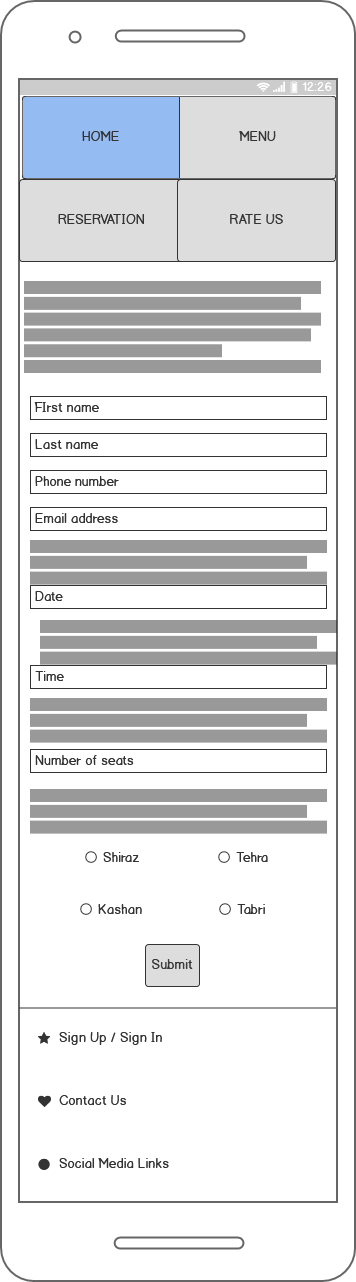 12:26
HOME
MENU
RESERVATION
RATE US
FIrst name
Last name
Phone number
Email address
Date
Time
Number of seats
Shiraz
Tehra
Kashan
Tabri
Submit
Sign Up / Sign In
Contact Us
Social Media Links